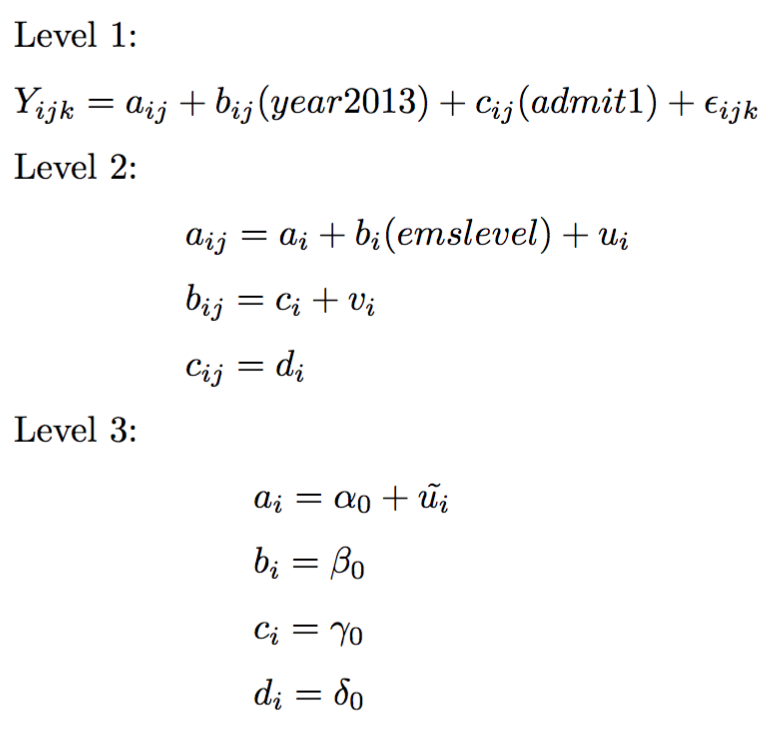 Level 1:
Y_{ijk} = a_{ij} + b_{ij}(year2013) + c_{ij}(admit1) + ϵ_{ijk}
Level 2:
a_{ij} = a_i + b_i(emslevel) + u_i
b_{ij} = c_i + v_i
c_{ij} = d_i
Level 3:
a_i = α_0 + \tilde{u_i}
b_i = β_0
c_i = γ_0
d_i = δ_0